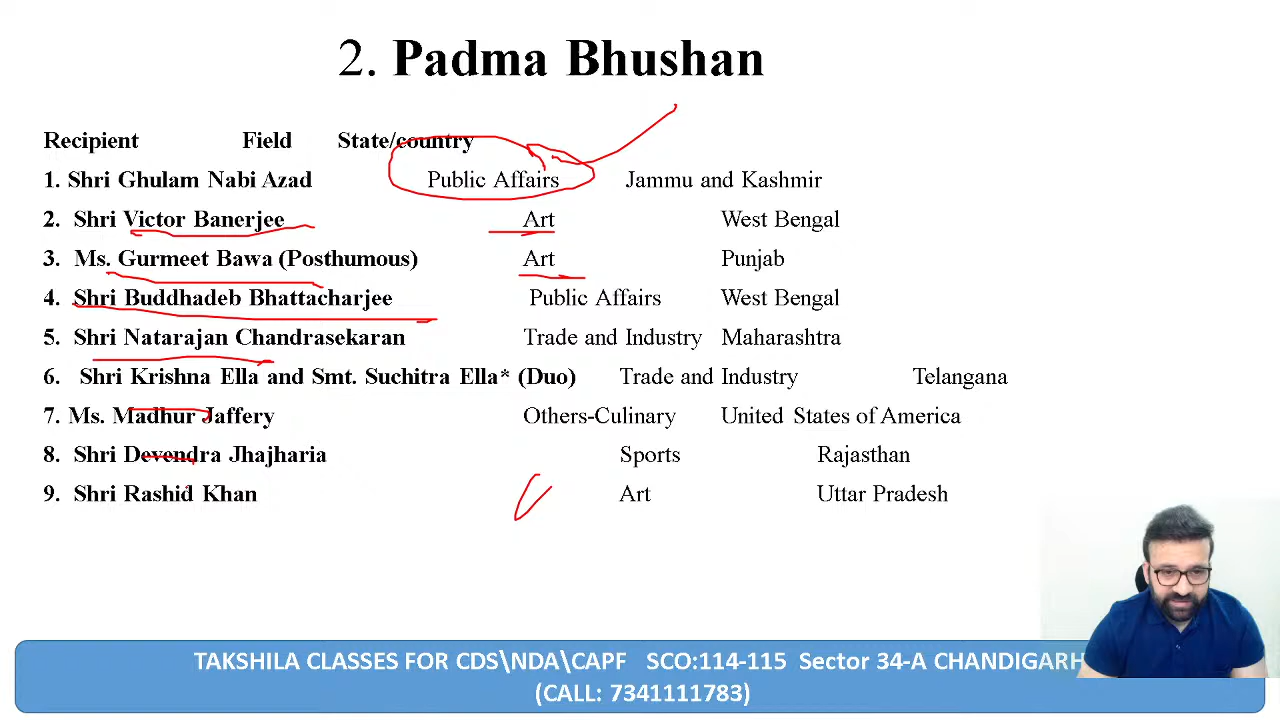 2. Padma Bhushan
Recipient Field State/country
1. Shri Ghulam Nabi Azad Public Affairs Jammu and Kashmir
2. Shri Victor Banerjee Art West Bengal
3. Ms. Gurmeet Bawa (Posthumous) Art Punjab
4. Shri Buddhadeb Bhattacharjee Public Affairs West Bengal
5. Shri Natarajan Chandrasekaran Trade and Industry Maharashtra
6. Shri Krishna Ella and Smt. Suchitra Ella* (Duo) Trade and Industry Telangana
7. Ms. Madhur Jaffery Others-Culinary United States of America
8. Shri Devendra Jhajharia Sports Rajasthan
9. Shri Rashid Khan Art Uttar Pradesh
TAKSHILA CLASSES FOR CDS\NDA\CAPF SCO:114-115 Sector 34-A CHANDIGARH
(CALL: 7341111783)